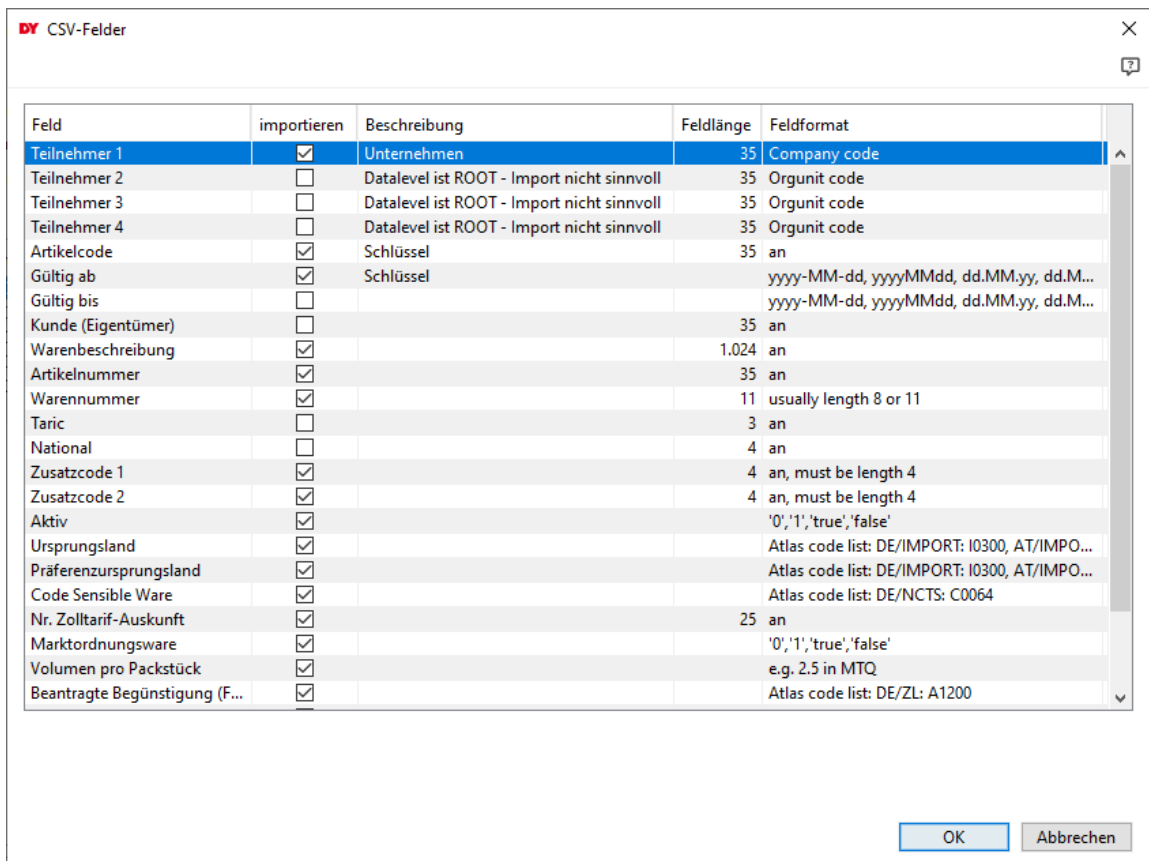 DY CSV-Felder
Feld importieren Beschreibung Feldlänge Feldformat
Teilnehmer 1 Unternehmen 35 Company code
Teilnehmer 2 Datalevel ist ROOT - Import nicht sinnvoll 35 Orgunit code
Teilnehmer 3 Datalevel ist ROOT - Import nicht sinnvoll 35 Orgunit code
Teilnehmer 4 Datalevel ist ROOT - Import nicht sinnvoll 35 Orgunit code
Artikelcode Schlüssel 35 an
Gültig ab Schlüssel yyyy-MM-dd, yyyyMMdd, dd.MM.yy, dd.M...
Gültig bis yyyy-MM-dd, yyyyMMdd, dd.MM.yy, dd.M...
Kunde (Eigentümer) 35 an
Warenbeschreibung 1.024 an
Artikelnummer 35 an
Warennummer 11 usually length 8 or 11
Taric 3 an
National 4 an
Zusatzcode 1 4 an, must be length 4
Zusatzcode 2 4 an, must be length 4
Aktiv '0','1','true','false'
Ursprungsland Atlas code list: DE/IMPORT: I0300, AT/IMPO...
Präferenzursprungsland Atlas code list: DE/IMPORT: I0300, AT/IMPO...
Code Sensible Ware Atlas code list: DE/NCTS: C0064
Nr. Zolltarif-Auskunft 25 an
Marktordnungsware '0','1','true','false'
Volumen pro Packstück e.g. 2.5 in MTQ
Beantragte Begünstigung (F... Atlas code list: DE/ZL: A1200
OK Abbrechen